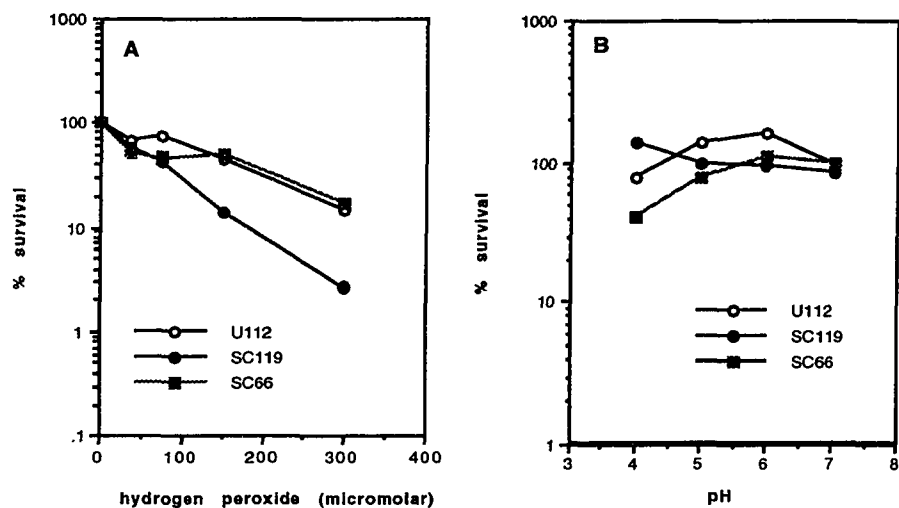 A
1000
100
10
1
.1
% survival
U112
SC119
SC66
0 100 200 300 400
hydrogen peroxide (micromolar)
B
1000
100
10
1
% survival
U112
SC119
SC66
3 4 5 6 7 8
pH